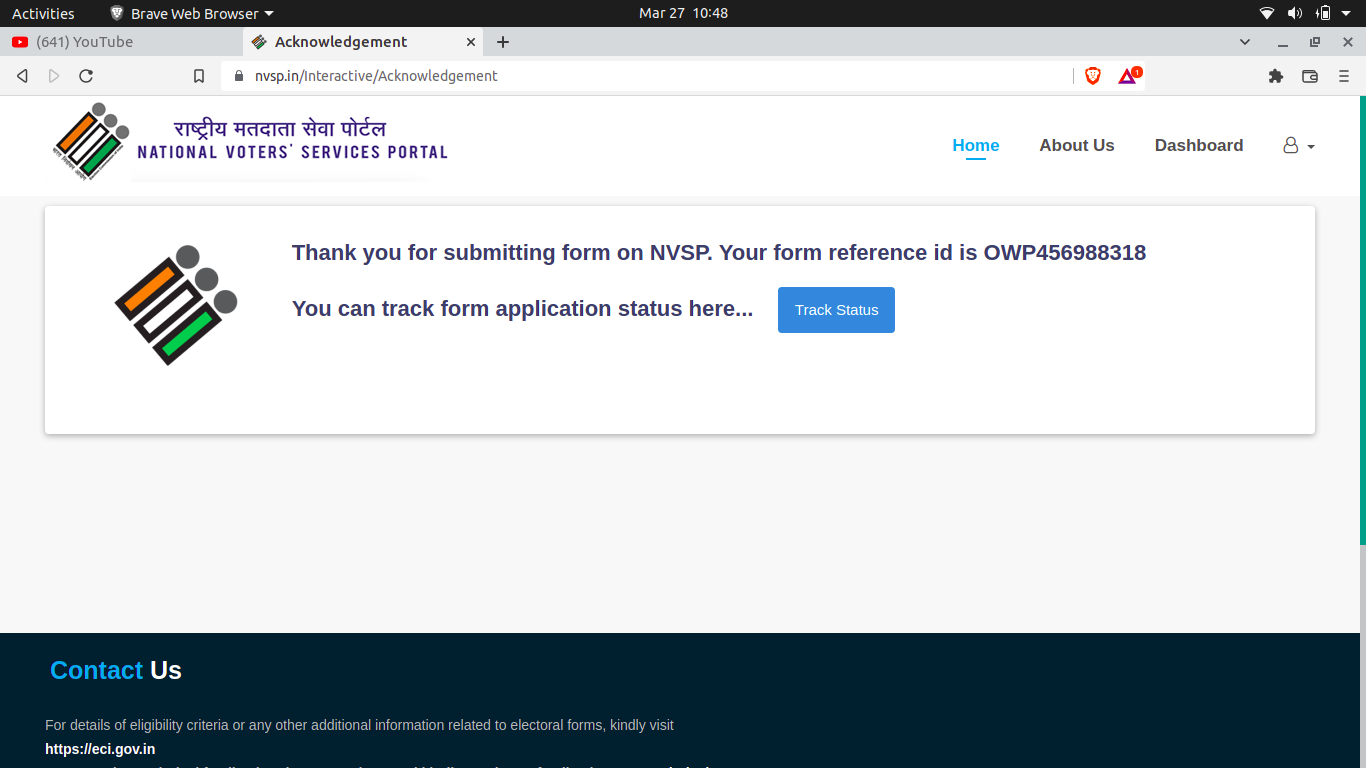 Activities
Brave Web Browser
Mar 27 10:48
(641) YouTube
Acknowledgement
nvsp.in/Interactive/Acknowledgement
1
राष्ट्रीय मतदाता सेवा पोर्टल
NATIONAL VOTERS' SERVICES PORTAL
Home
About Us
Dashboard
Thank you for submitting form on NVSP. Your form reference id is OWP456988318
You can track form application status here...
Track Status
Contact Us
For details of eligibility criteria or any other additional information related to electoral forms, kindly visit
https://eci.gov.in